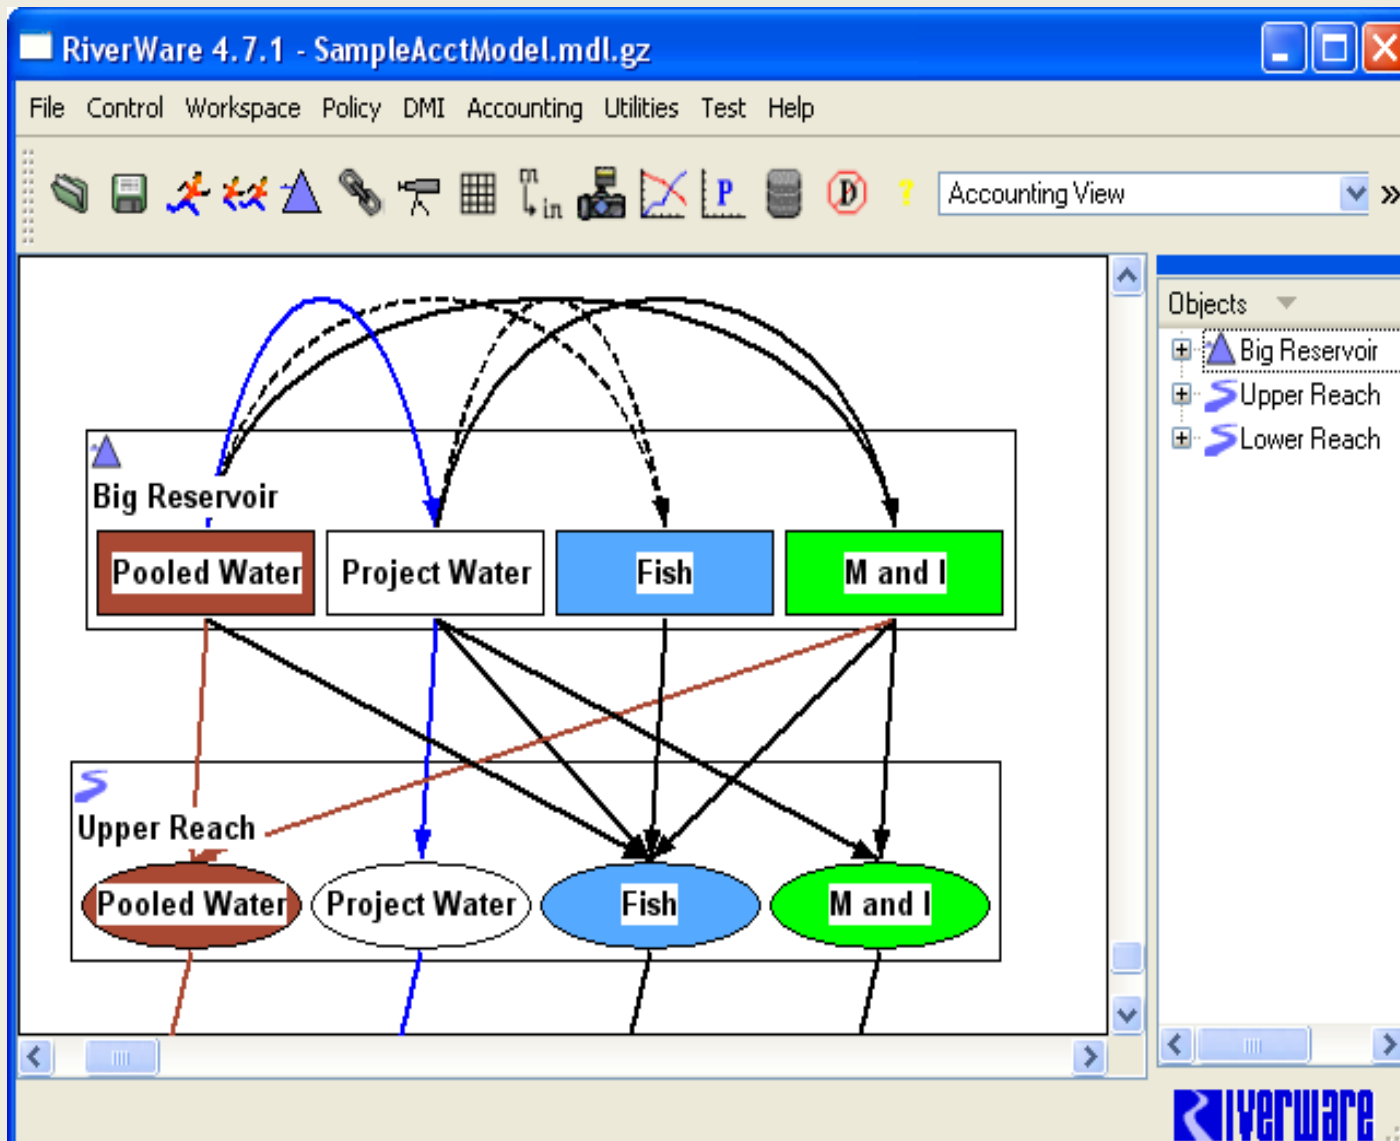 RiverWare 4.7.1 - SampleAcctModel.mdl.gz
File Control Workspace Policy DMI Accounting Utilities Test Help
m
in
P
D
?
Accounting View
»
Objects
Big Reservoir
Upper Reach
Lower Reach
Big Reservoir
Pooled Water
Project Water
Fish
M and I
Upper Reach
Pooled Water
Project Water
Fish
M and I
Riverware